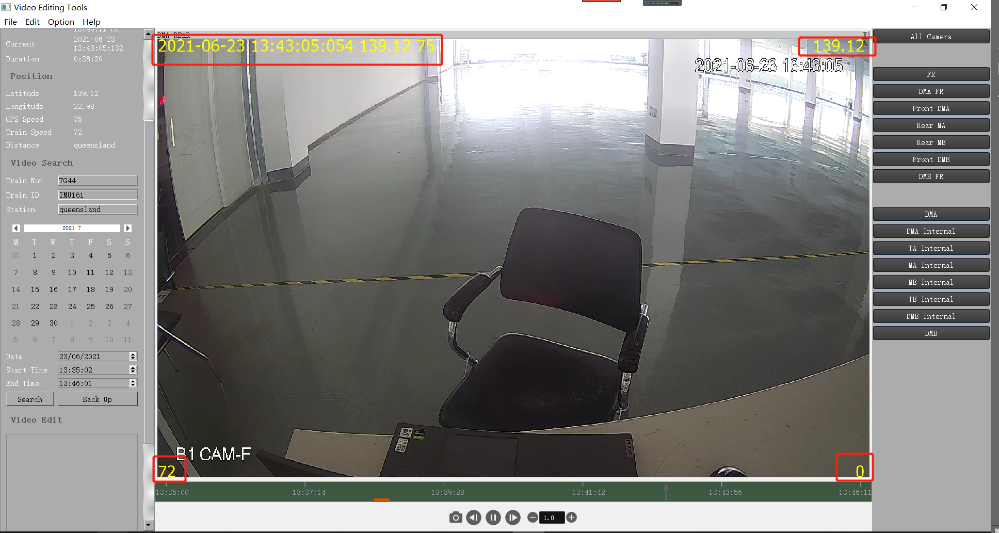 Video Editing Tools
File Edit Option Help
Current 2021-06-23
13:43:05:132
Duration 0:28:20
Position
Latitude 139.12
Longitude 22.98
GPS Speed 75
Train Speed 72
Distance queensland
Video Search
Train Num TG44
Train ID IMU161
Station queensland
2021 7
M T W T F S S
31 1 2 3 4 5 6
7 8 9 10 11 12 13
14 15 16 17 18 19 20
21 22 23 24 25 26 27
28 29 30 1 2 3 4
5 6 7 8 9 10 11
Date 23/06/2021
Start Time 13:35:02
End Time 13:46:01
Search Back Up
Video Edit
DMA REAR X
2021-06-23 13:43:05:054 139.12 75
139.12
2021-06-23 13:43:05
B1 CAM-F
72
0
13:35:00 13:37:14 13:39:28 13:41:42 13:43:56 13:46:11
1.0
All Camera
FR
DMA FR
Front DMA
Rear MA
Rear MB
Front DMB
DMB FR
DMA
DMA Internal
TA Internal
MA Internal
MB Internal
TB Internal
DMB Internal
DMB